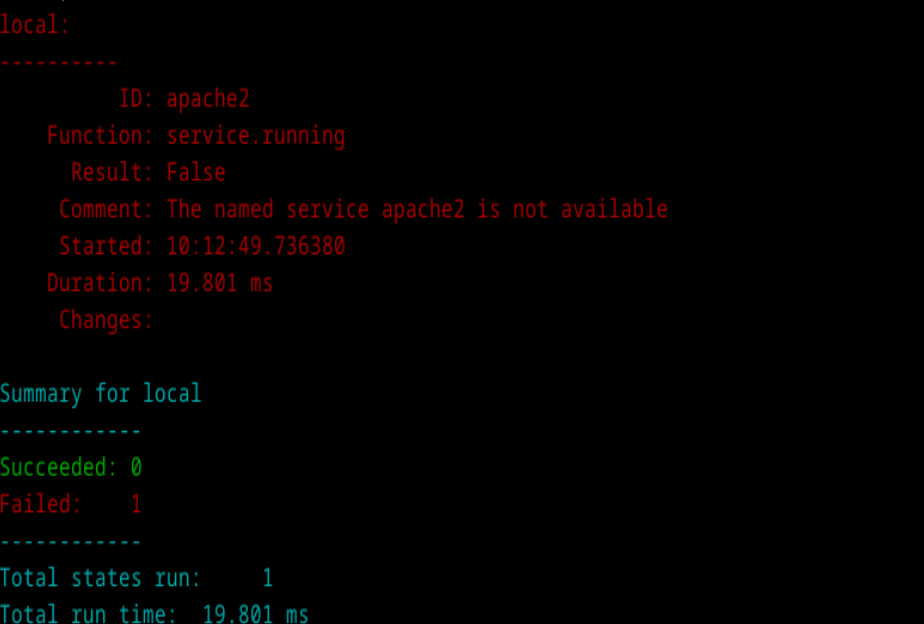 local:
----------
          ID: apache2
    Function: service.running
      Result: False
     Comment: The named service apache2 is not available
     Started: 10:12:49.736380
    Duration: 19.801 ms
     Changes:

Summary for local
------------
Succeeded: 0
Failed:    1
------------
Total states run:     1
Total run time:  19.801 ms